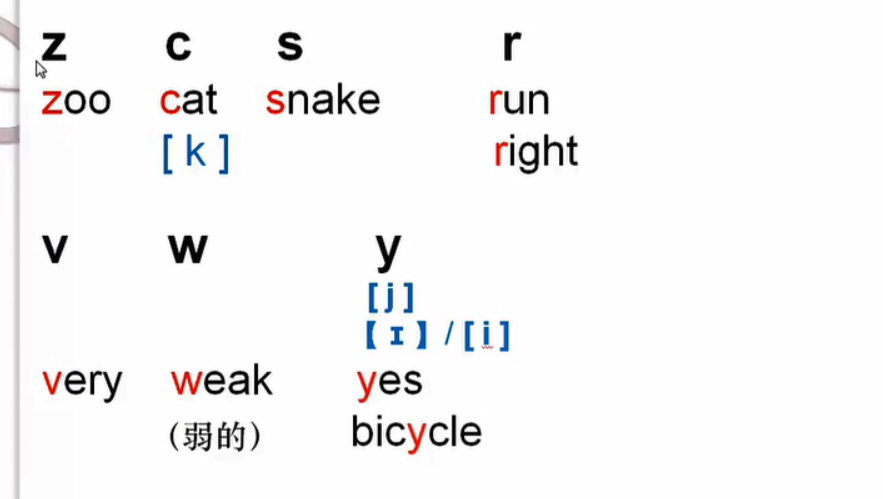 z c s r
zoo cat snake run
[ k ] right
v w y
[ j ]
【 ɪ 】 / [ i ]
very weak yes
(弱的) bicycle